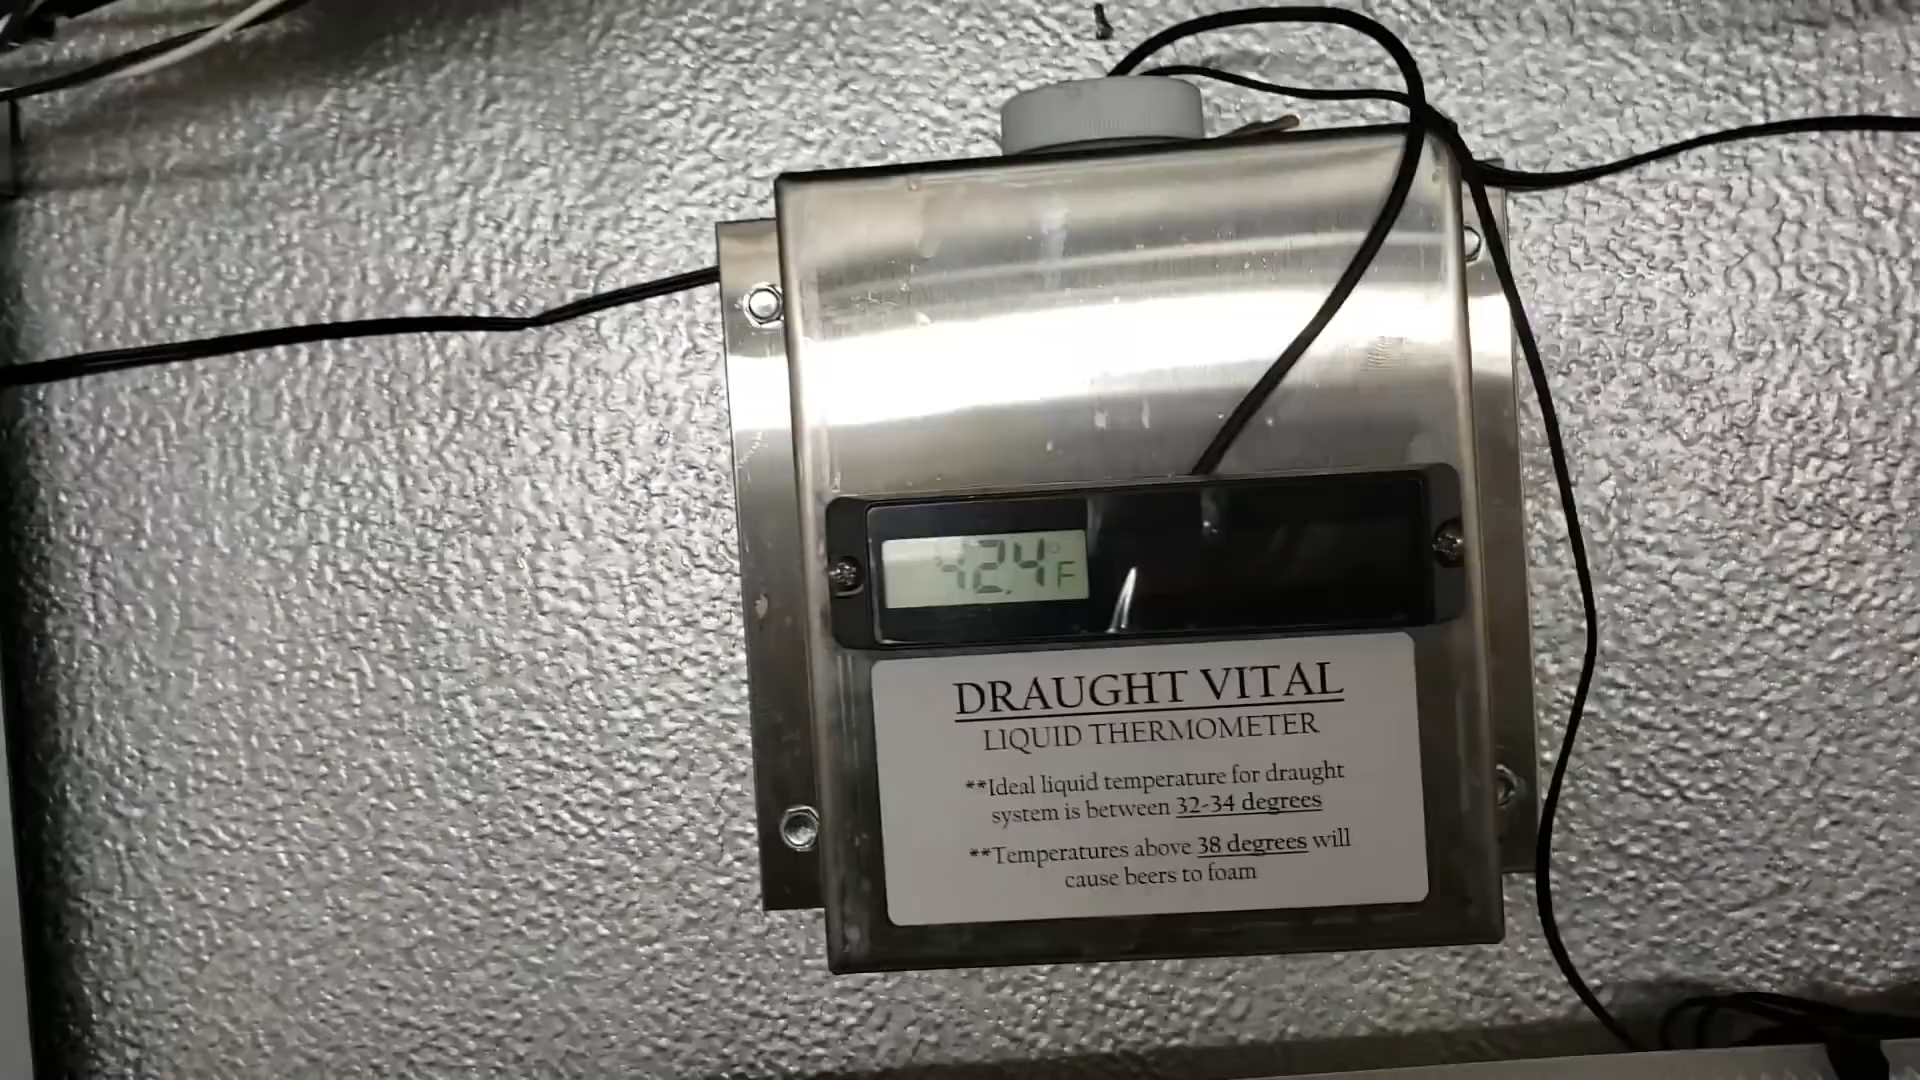 42.4°F
DRAUGHT VITAL
LIQUID THERMOMETER
**Ideal liquid temperature for draught
system is between 32-34 degrees
**Temperatures above 38 degrees will
cause beers to foam